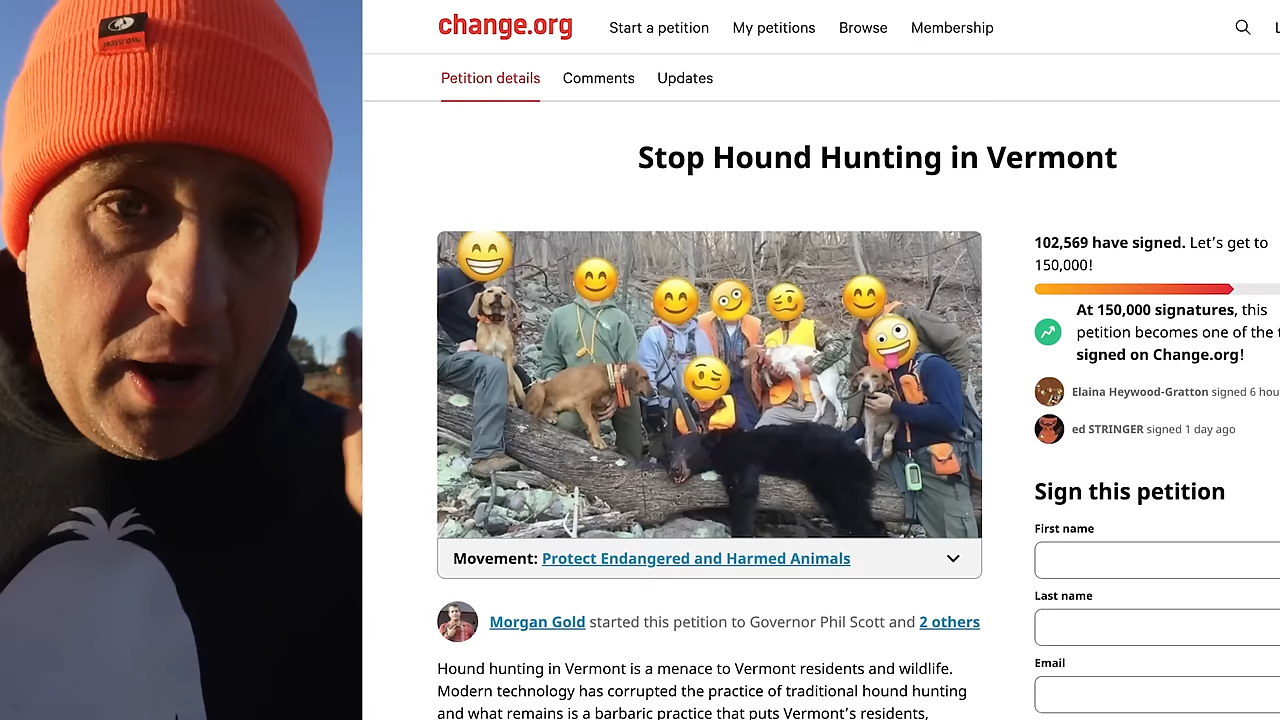 change.org
Start a petition
My petitions
Browse
Membership
Petition details
Comments
Updates
Stop Hound Hunting in Vermont
102,569 have signed. Let's get to
150,000!
At 150,000 signatures, this
petition becomes one of the
signed on Change.org!
Elaina Heywood-Gratton signed 6
ed STRINGER signed 1 day ago
Sign this petition
First name
Last name
Email
Movement: Protect Endangered and Harmed Animals
Morgan Gold started this petition to Governor Phil Scott and 2 others
Hound hunting in Vermont is a menace to Vermont residents and wildlife.
Modern technology has corrupted the practice of traditional hound hunting
and what remains is a barbaric practice that puts Vermont's residents,